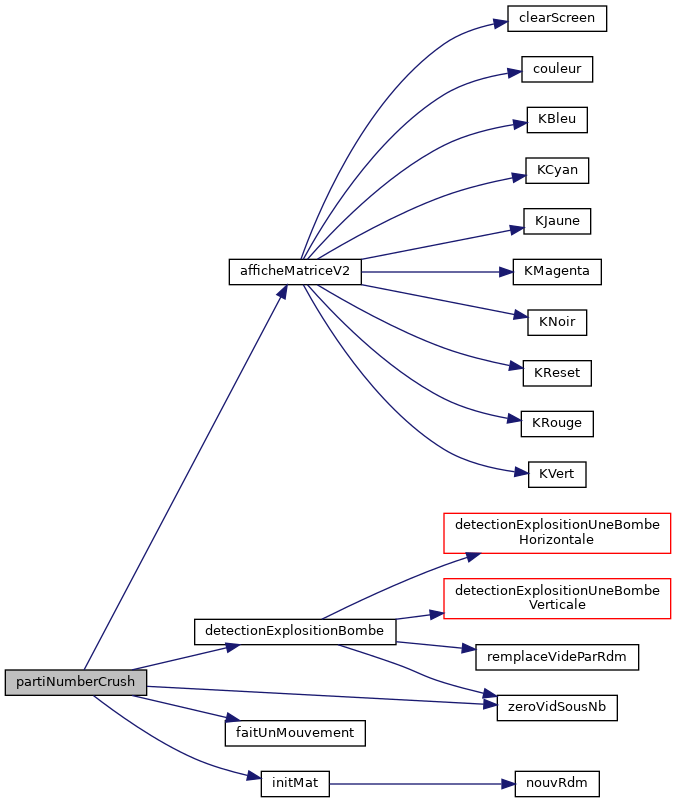 clearScreen
couleur
KBleu
KCyan
KJaune
afficheMatriceV2
KMagenta
KNoir
KReset
KRouge
KVert
detectionExplositionUneBombe
Horizontale
detectionExplositionUneBombe
Verticale
detectionExplositionBombe
remplaceVideParRdm
partiNumberCrush
zeroVidSousNb
faitUnMouvement
initMat
nouvRdm